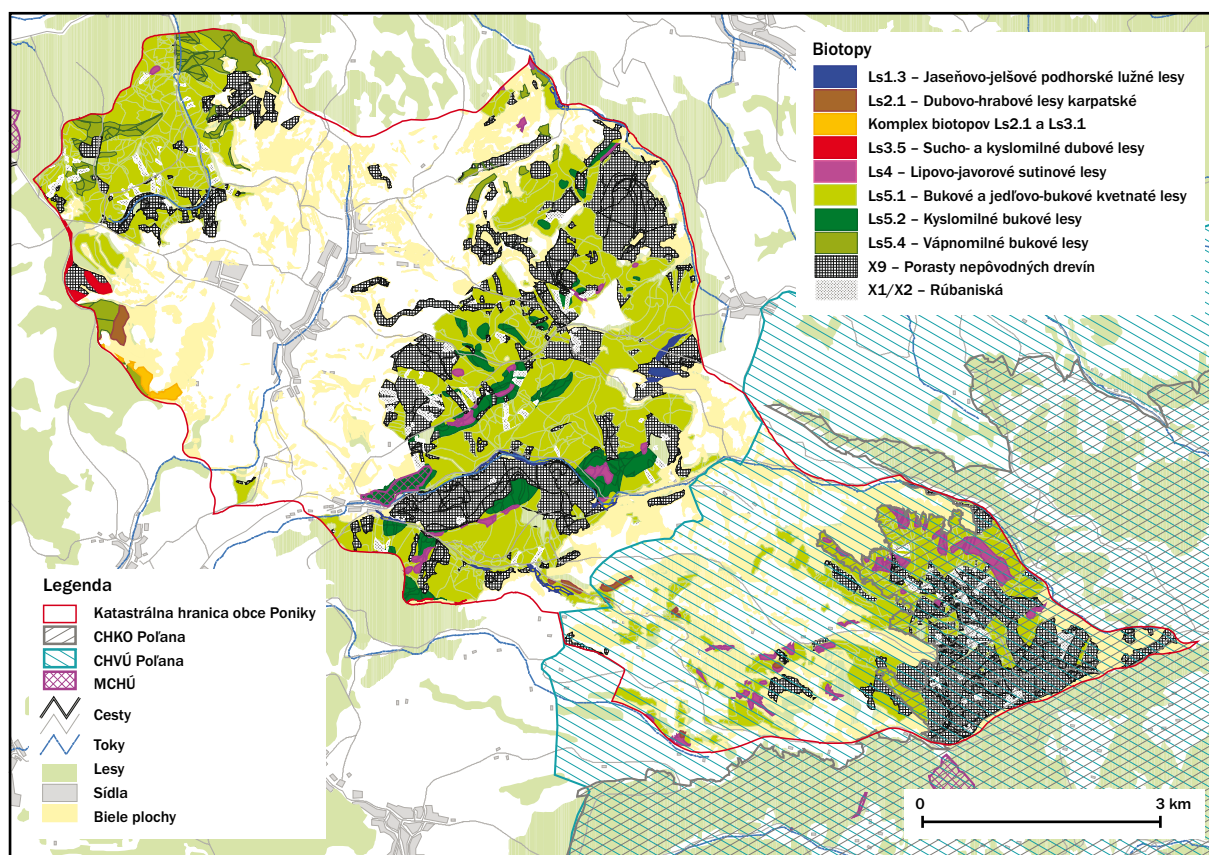 Biotopy
Ls1.3 – Jaseňovo-jelšové podhorské lužné lesy
Ls2.1 – Dubovo-hrabové lesy karpatské
Komplex biotopov Ls2.1 a Ls3.1
Ls3.5 – Sucho- a kyslomilné dubové lesy
Ls4 – Lipovo-javorové sutinové lesy
Ls5.1 – Bukové a jedľovo-bukové kvetnaté lesy
Ls5.2 – Kyslomilné bukové lesy
Ls5.4 – Vápnomilné bukové lesy
X9 – Porasty nepôvodných drevín
X1/X2 – Rúbaniská
Legenda
Katastrálna hranica obce Poniky
CHKO Poľana
CHVÚ Poľana
MCHÚ
Cesty
Toky
Lesy
Sídla
Biele plochy
0 3 km